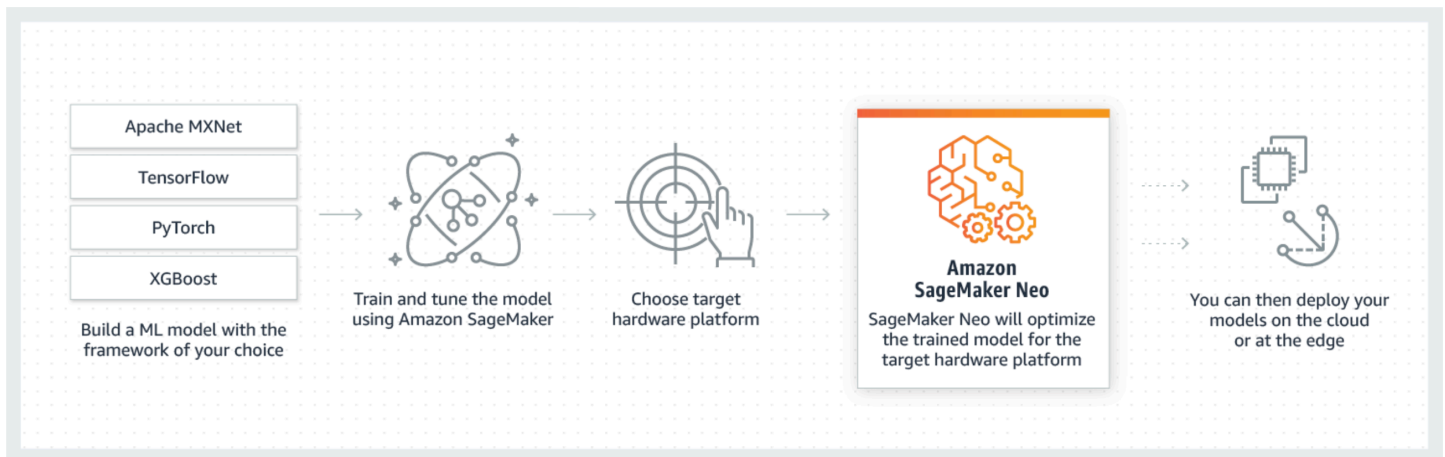 Apache MXNet
TensorFlow
PyTorch
XGBoost
Build a ML model with the
framework of your choice
Train and tune the model
using Amazon SageMaker
Choose target
hardware platform
Amazon
SageMaker Neo
SageMaker Neo will optimize
the trained model for the
target hardware platform
You can then deploy your
models on the cloud
or at the edge